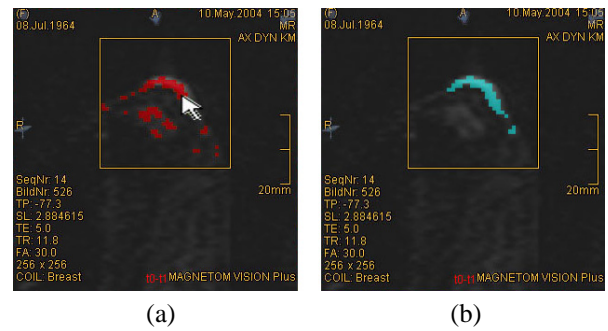 (F)
A
10.May.2004 15:05
08.Jul.1964
MR
AX DYN KM
R
SeqNr: 14
BildNr: 526
TP: -77.3
SL: 2.884615
TE: 5.0
TR: 11.8
FA: 30.0
256 x 256
COIL: Breast
20mm
t0-t1 MAGNETOM VISION Plus
(a)
(F)
A
10.May.2004 15:05
08.Jul.1964
MR
AX DYN KM
R
SeqNr: 14
BildNr: 526
TP: -77.3
SL: 2.884615
TE: 5.0
TR: 11.8
FA: 30.0
256 x 256
COIL: Breast
20mm
t0-t1 MAGNETOM VISION Plus
(b)